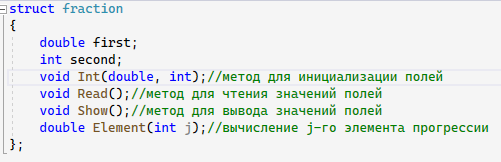 struct fraction
{
double first;
int second;
void Int(double, int);//метод для инициализации полей
void Read();//метод для чтения значений полей
void Show();//метод для вывода значений полей
double Element(int j);//вычисление j-го элемента прогрессии
};